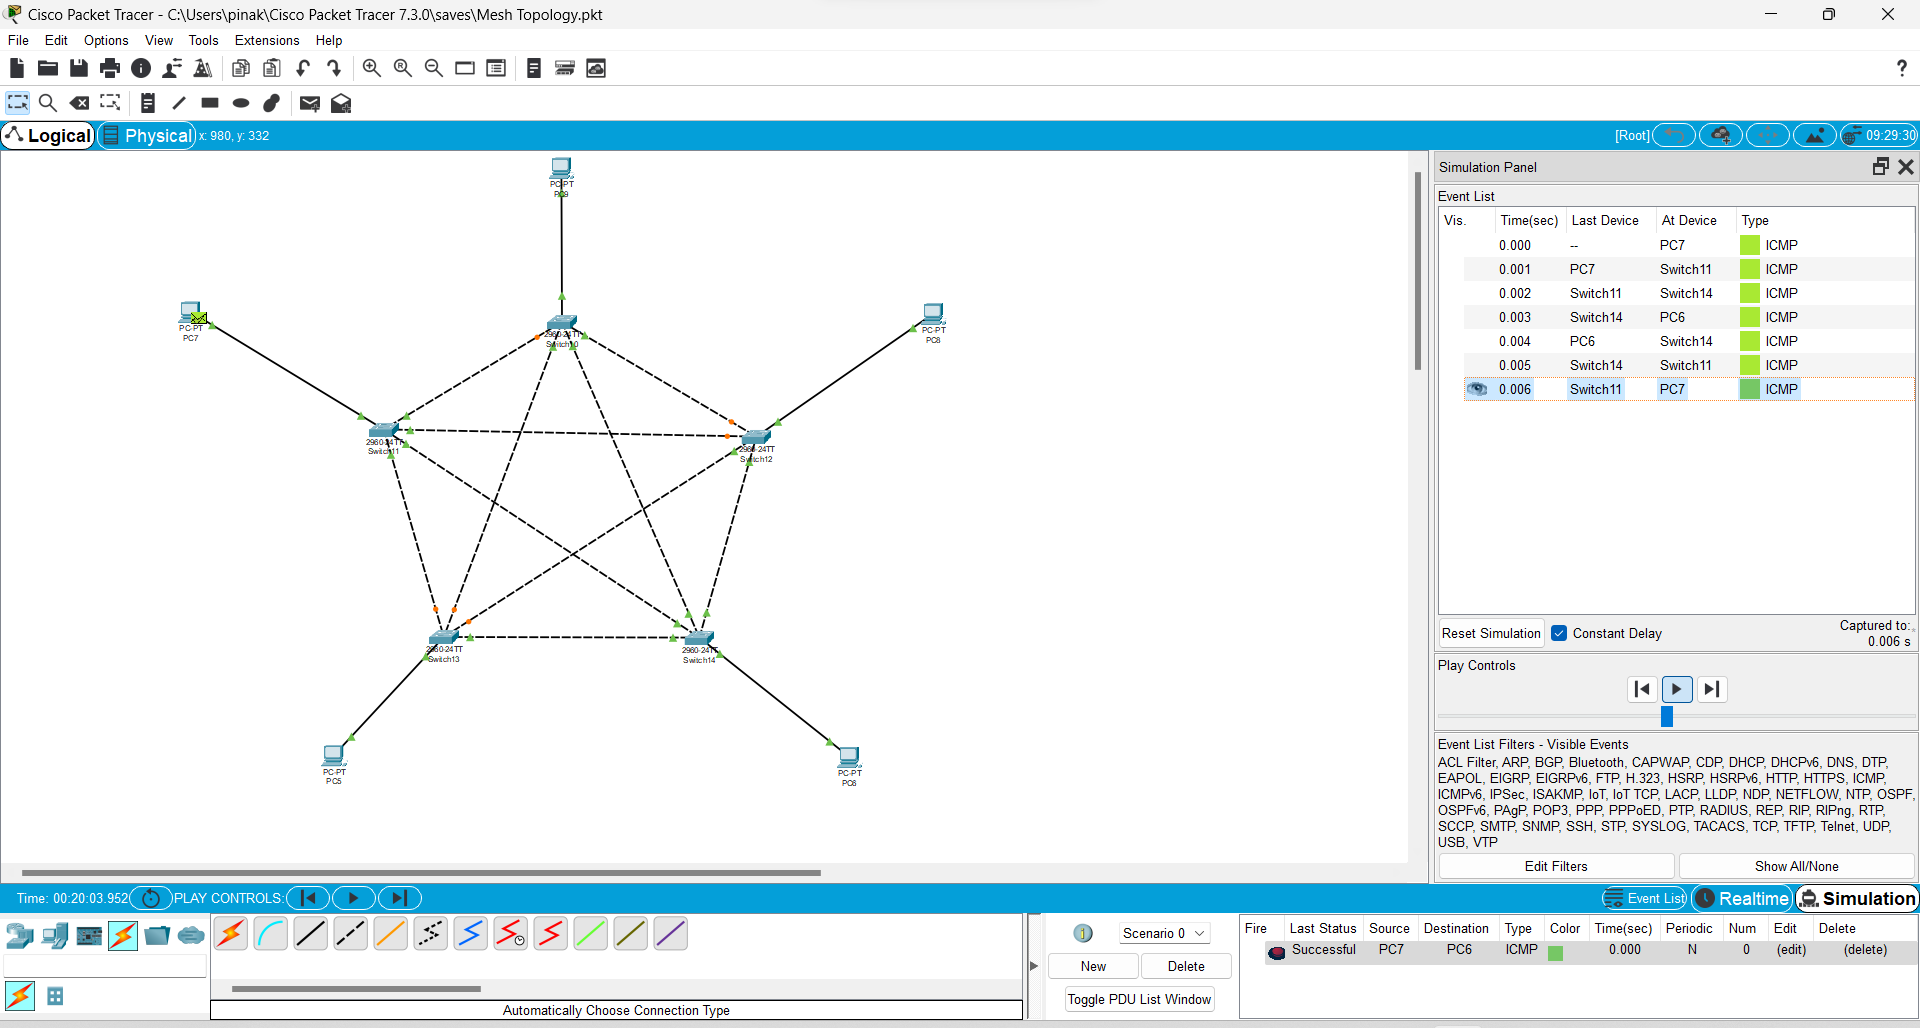 Cisco Packet Tracer - C:\Users\pinak\Cisco Packet Tracer 7.3.0\saves\Mesh Topology.pkt
File Edit Options View Tools Extensions Help
Logical Physical x: 980, y: 332 [Root] 09:29:30
PC-PT
PC9
PC-PT
PC7
PC-PT
PC8
2960-24TT
Switch10
2960-24TT
Switch11
2960-24TT
Switch12
2960-24TT
Switch13
2960-24TT
Switch14
PC-PT
PC5
PC-PT
PC6
Simulation Panel
Event List
Vis. Time(sec) Last Device At Device Type
0.000 -- PC7 ICMP
0.001 PC7 Switch11 ICMP
0.002 Switch11 Switch14 ICMP
0.003 Switch14 PC6 ICMP
0.004 PC6 Switch14 ICMP
0.005 Switch14 Switch11 ICMP
0.006 Switch11 PC7 ICMP
Reset Simulation Constant Delay Captured to:
0.006 s
Play Controls
Event List Filters - Visible Events
ACL Filter, ARP, BGP, Bluetooth, CAPWAP, CDP, DHCP, DHCPv6, DNS, DTP,
EAPOL, EIGRP, EIGRPv6, FTP, H.323, HSRP, HSRPv6, HTTP, HTTPS, ICMP,
ICMPv6, IPSec, ISAKMP, IoT, IoT TCP, LACP, LLDP, NDP, NETFLOW, NTP, OSPF,
OSPFv6, PAgP, POP3, PPP, PPPoED, PTP, RADIUS, REP, RIP, RIPng, RTP,
SCCP, SMTP, SNMP, SSH, STP, SYSLOG, TACACS, TCP, TFTP, Telnet, UDP,
USB, VTP
Edit Filters Show All/None
Time: 00:20:03.952 PLAY CONTROLS: Event List Realtime Simulation
Scenario 0
New Delete
Toggle PDU List Window
Fire Last Status Source Destination Type Color Time(sec) Periodic Num Edit Delete
Successful PC7 PC6 ICMP 0.000 N 0 (edit) (delete)
Automatically Choose Connection Type